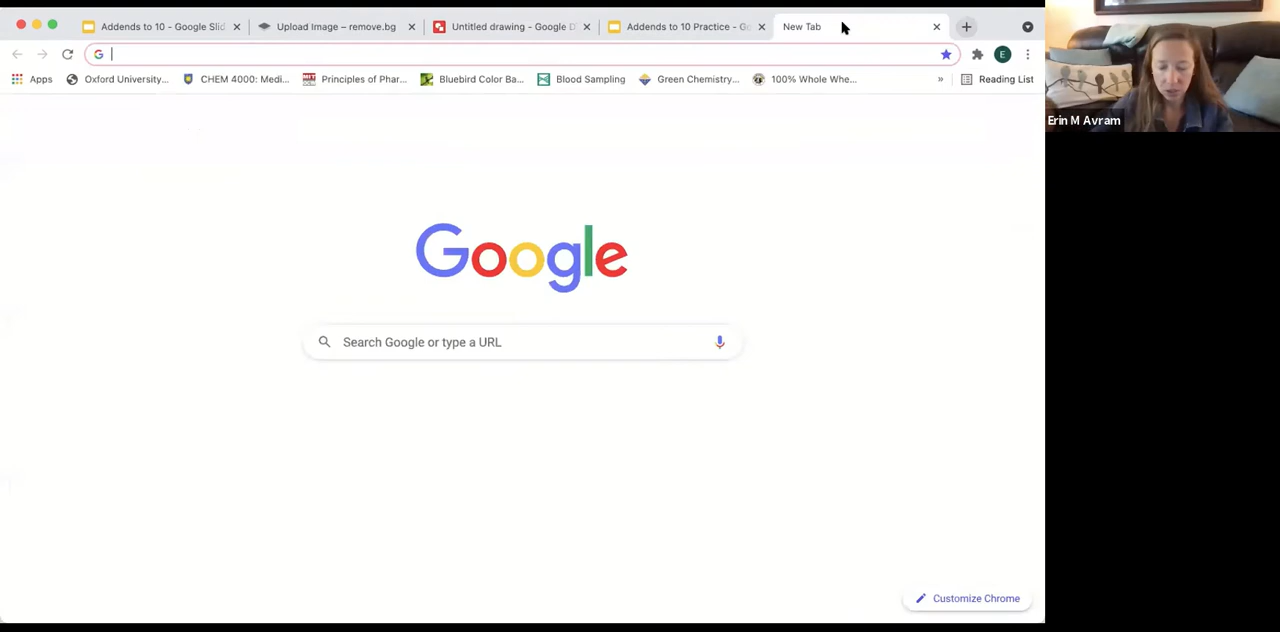 Addends to 10 - Google Slid
Upload Image – remove.bg
Untitled drawing - Google D
Addends to 10 Practice - Go
New Tab
G
E
Apps
Oxford University...
CHEM 4000: Medi...
Principles of Phar...
Bluebird Color Ba...
Blood Sampling
Green Chemistry...
100% Whole Whe...
»
Reading List
Erin M Avram
Google
Search Google or type a URL
Customize Chrome